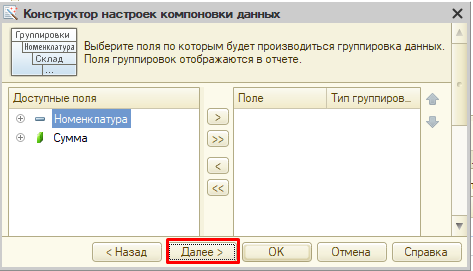 Конструктор настроек компоновки данных
Группировки
Номенклатура
Склад
...
Выберите поля по которым будет производиться группировка данных.
Поля группировок отображаются в отчете.
Доступные поля
Поле
Тип группиров...
Номенклатура
Сумма
>
>>
<
<<
< Назад
Далее >
OK
Отмена
Справка